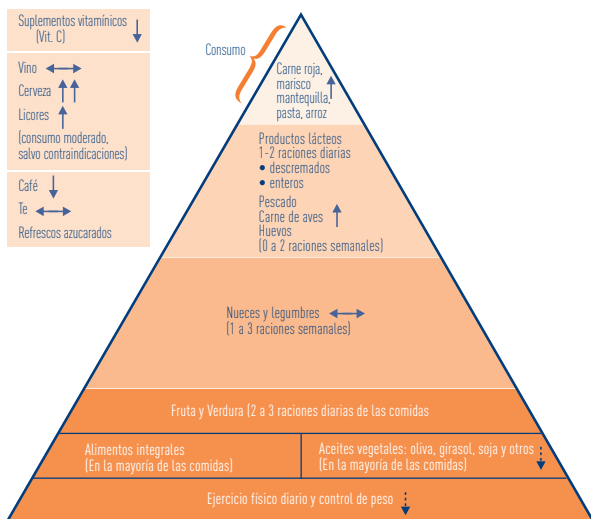 Suplementos vitamínicos
(Vit. C)
Vino
Cerveza
Licores
(consumo moderado,
salvo contraindicaciones)
Café
Te
Refrescos azucarados
Consumo
Carne roja,
marisco
mantequilla,
pasta, arroz
Productos lácteos
1-2 raciones diarias
• descremados
• enteros
Pescado
Carne de aves
Huevos
(0 a 2 raciones semanales)
Nueces y legumbres
(1 a 3 raciones semanales)
Fruta y Verdura (2 a 3 raciones diarias de las comidas
Alimentos integrales
(En la mayoría de las comidas)
Aceites vegetales: oliva, girasol, soja y otros
(En la mayoría de las comidas)
Ejercicio físico diario y control de peso